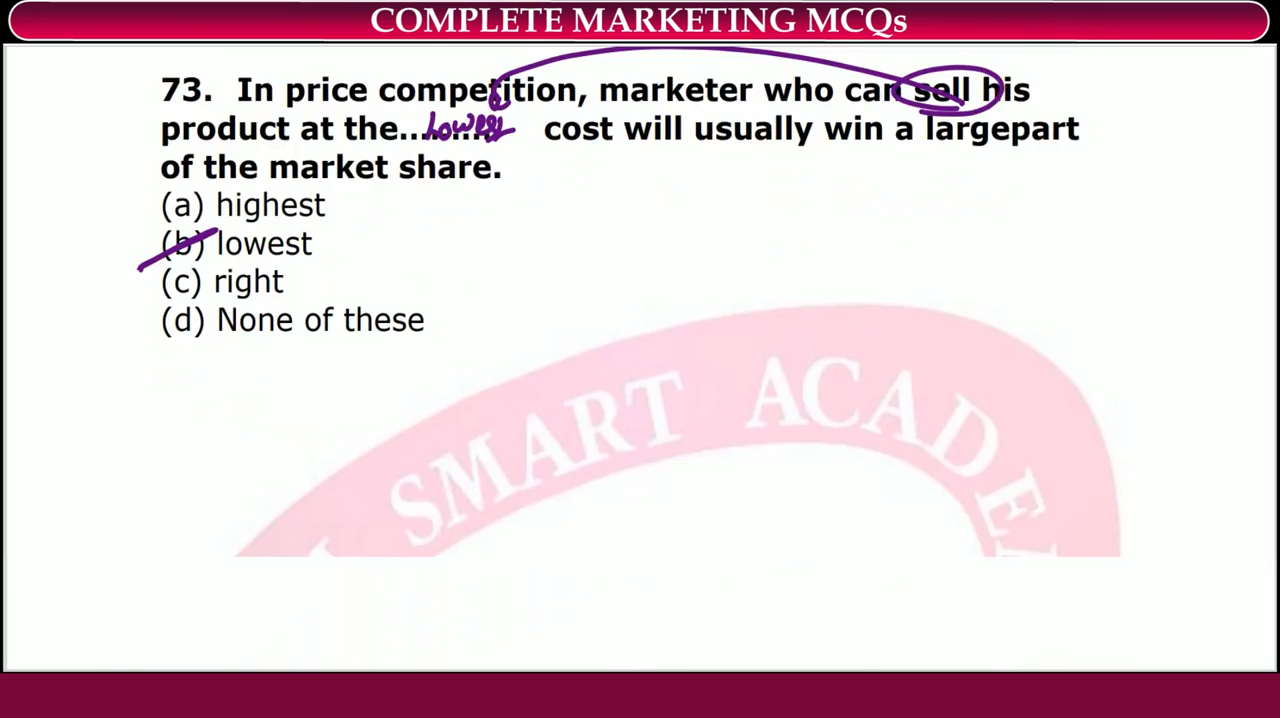 COMPLETE MARKETING MCQs
73. In price competition, marketer who can sell his
product at the.......... Lowest cost will usually win a largepart
of the market share.
(a) highest
(b) lowest
(c) right
(d) None of these
SMART ACADE